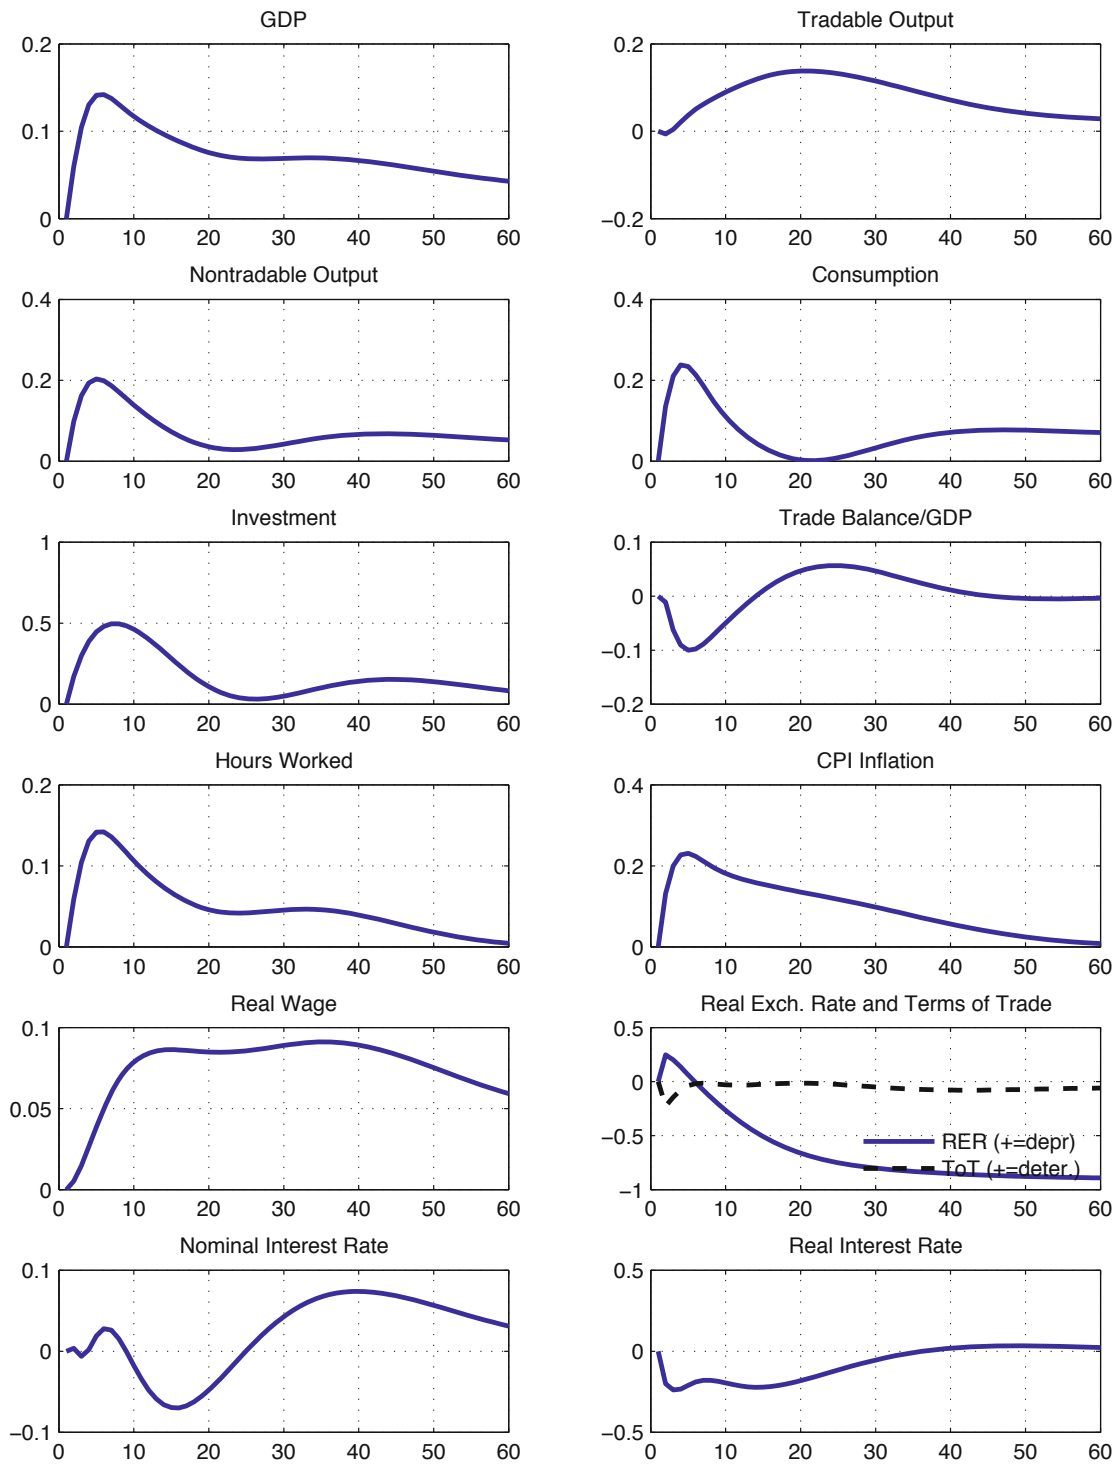 GDP
0.2
0.1
0
0 10 20 30 40 50 60
Tradable Output
0.2
0
−0.2
0 10 20 30 40 50 60
Nontradable Output
0.4
0.2
0
0 10 20 30 40 50 60
Consumption
0.4
0.2
0
0 10 20 30 40 50 60
Investment
1
0.5
0
0 10 20 30 40 50 60
Trade Balance/GDP
0.1
0
−0.1
−0.2
0 10 20 30 40 50 60
Hours Worked
0.2
0.1
0
0 10 20 30 40 50 60
CPI Inflation
0.4
0.2
0
0 10 20 30 40 50 60
Real Wage
0.1
0.05
0
0 10 20 30 40 50 60
Real Exch. Rate and Terms of Trade
0.5
0
−0.5
−1
RER (+=depr)
ToT (+=deter.)
0 10 20 30 40 50 60
Nominal Interest Rate
0.1
0
−0.1
0 10 20 30 40 50 60
Real Interest Rate
0.5
0
−0.5
0 10 20 30 40 50 60